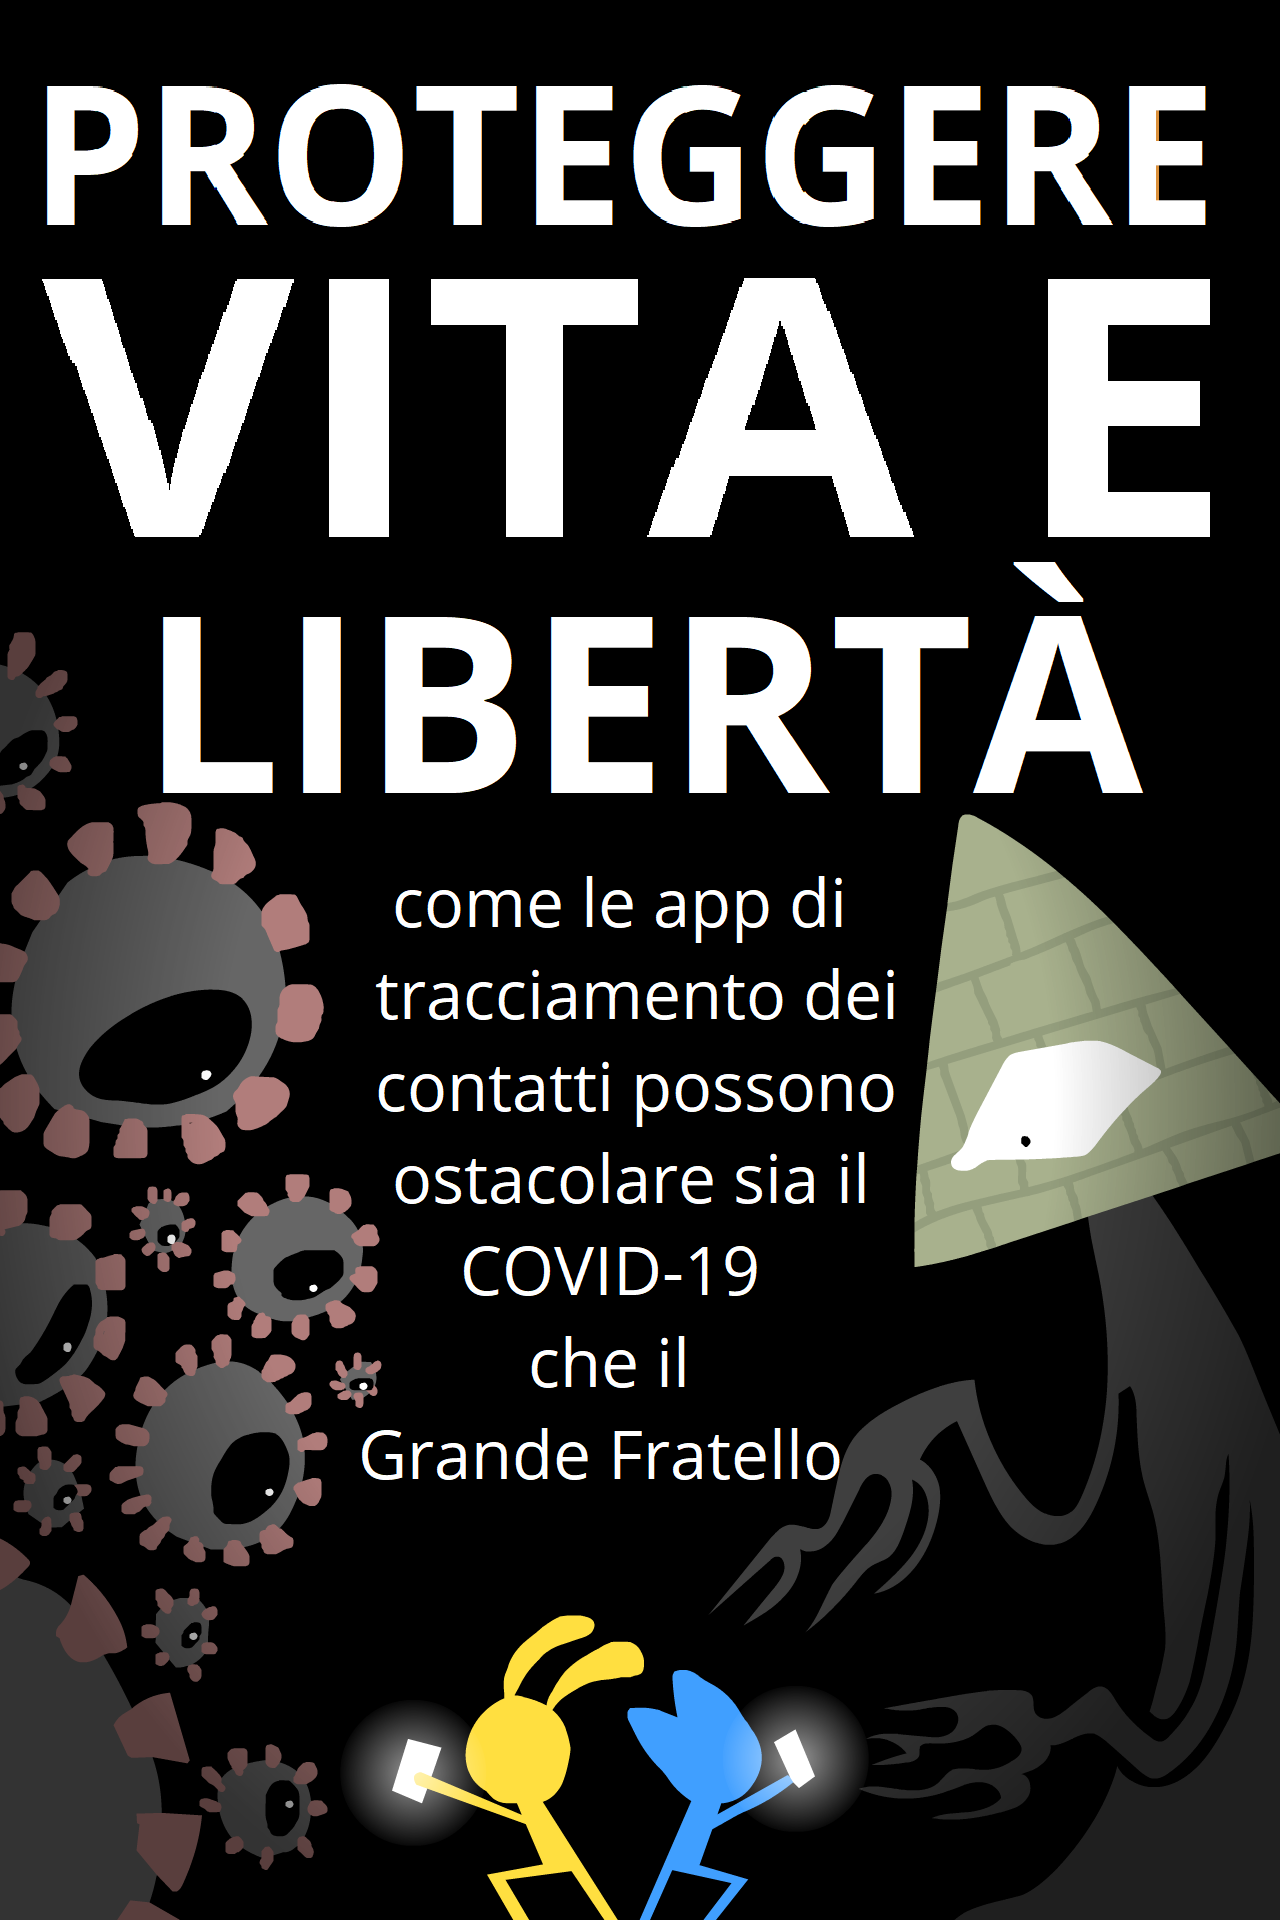 PROTEGGERE
VITA E
LIBERTÀ
come le app di
tracciamento dei
contatti possono
ostacolare sia il
COVID-19
che il
Grande Fratello